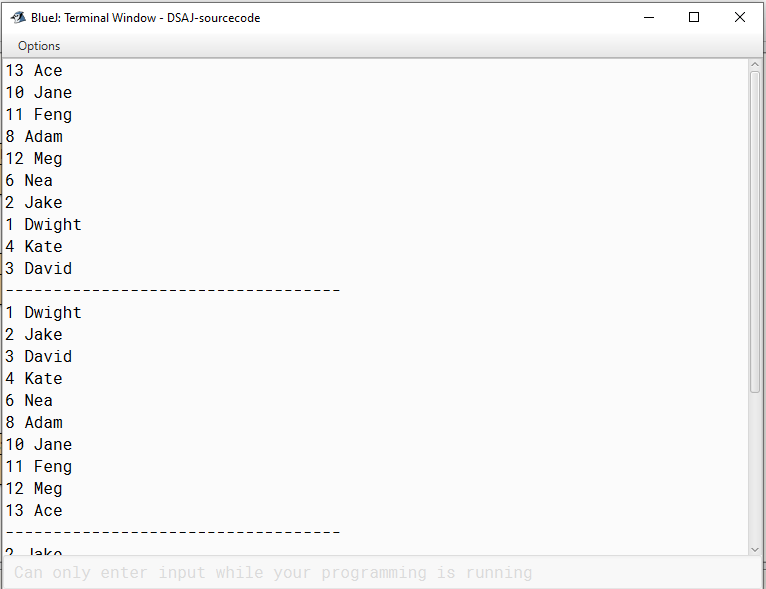 BlueJ: Terminal Window - DSAJ-sourcecode
Options
13 Ace
10 Jane
11 Feng
8 Adam
12 Meg
6 Nea
2 Jake
1 Dwight
4 Kate
3 David
-----------------------------------
1 Dwight
2 Jake
3 David
4 Kate
6 Nea
8 Adam
10 Jane
11 Feng
12 Meg
13 Ace
-----------------------------------
2 Jake
Can only enter input while your programming is running